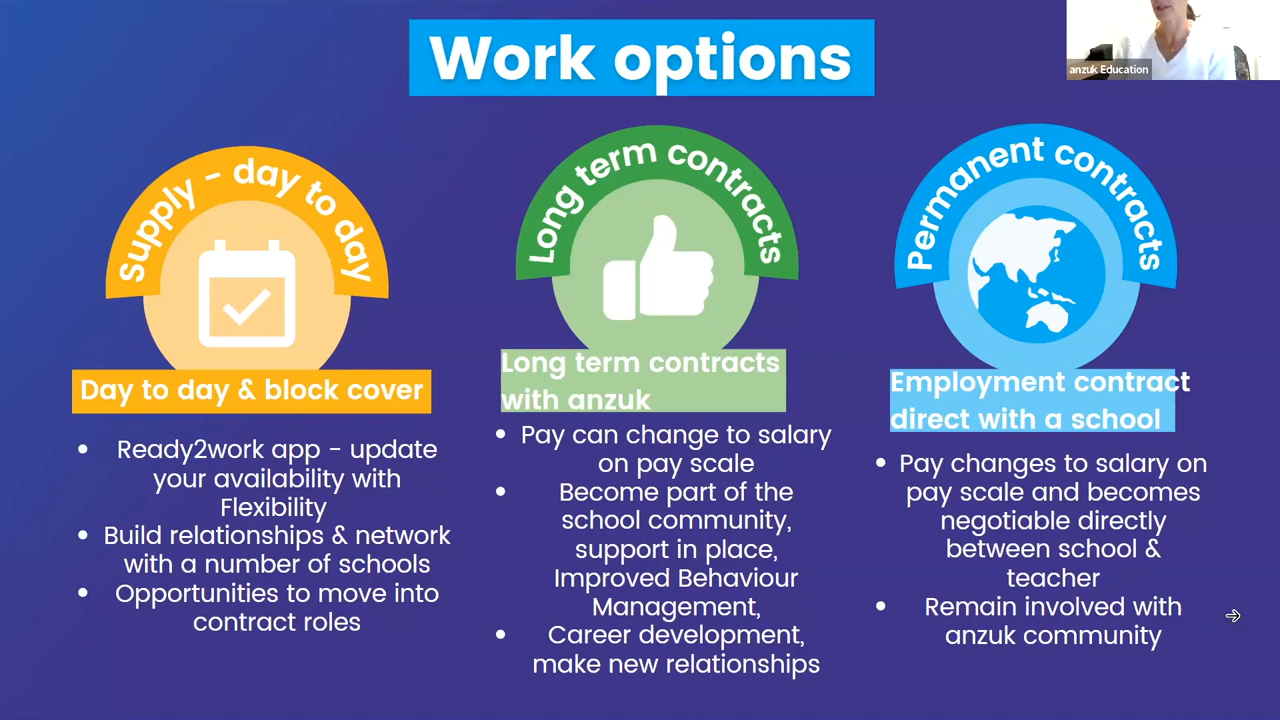 Work options
anzuk Education
Supply - day to day
Day to day & block cover
• Ready2work app - update
your availability with
Flexibility
• Build relationships & network
with a number of schools
• Opportunities to move into
contract roles
Long term contracts
Long term contracts
with anzuk
• Pay can change to salary
on pay scale
• Become part of the
school community,
support in place,
Improved Behaviour
Management,
• Career development,
make new relationships
Permanent contracts
Employment contract
direct with a school
• Pay changes to salary on
pay scale and becomes
negotiable directly
between school &
teacher
• Remain involved with
anzuk community